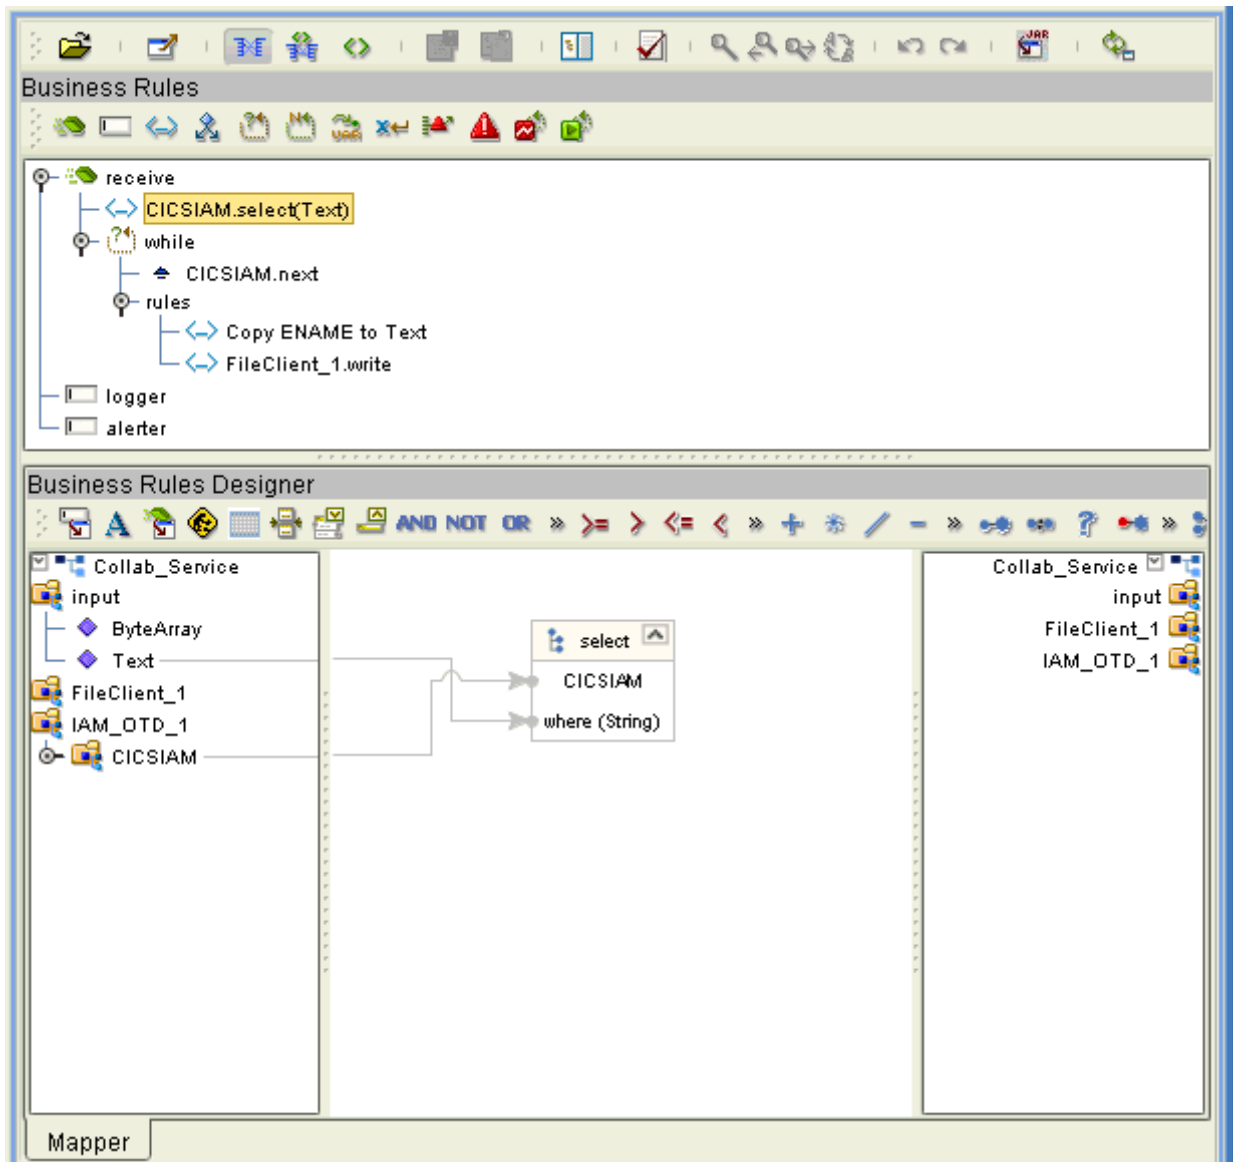 JAR
Business Rules
VAR
receive
CICSIAM.select(Text)
while
CICSIAM.next
rules
Copy ENAME to Text
FileClient_1.write
logger
alerter
Business Rules Designer
A AND NOT OR » >= > <= < » + * / - » ? »
Collab_Service
input
ByteArray
Text
FileClient_1
IAM_OTD_1
CICSIAM
select
CICSIAM
where (String)
Collab_Service
input
FileClient_1
IAM_OTD_1
Mapper